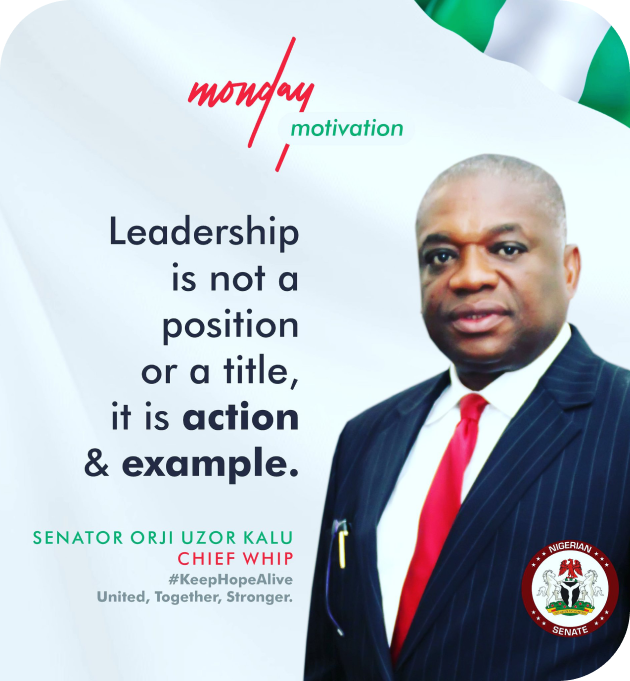 monday
motivation
Leadership
is not a
position
or a title,
it is action
& example.
SENATOR ORJI UZOR KALU
CHIEF WHIP
#KeepHopeAlive
United, Together, Stronger.
NIGERIAN
SENATE